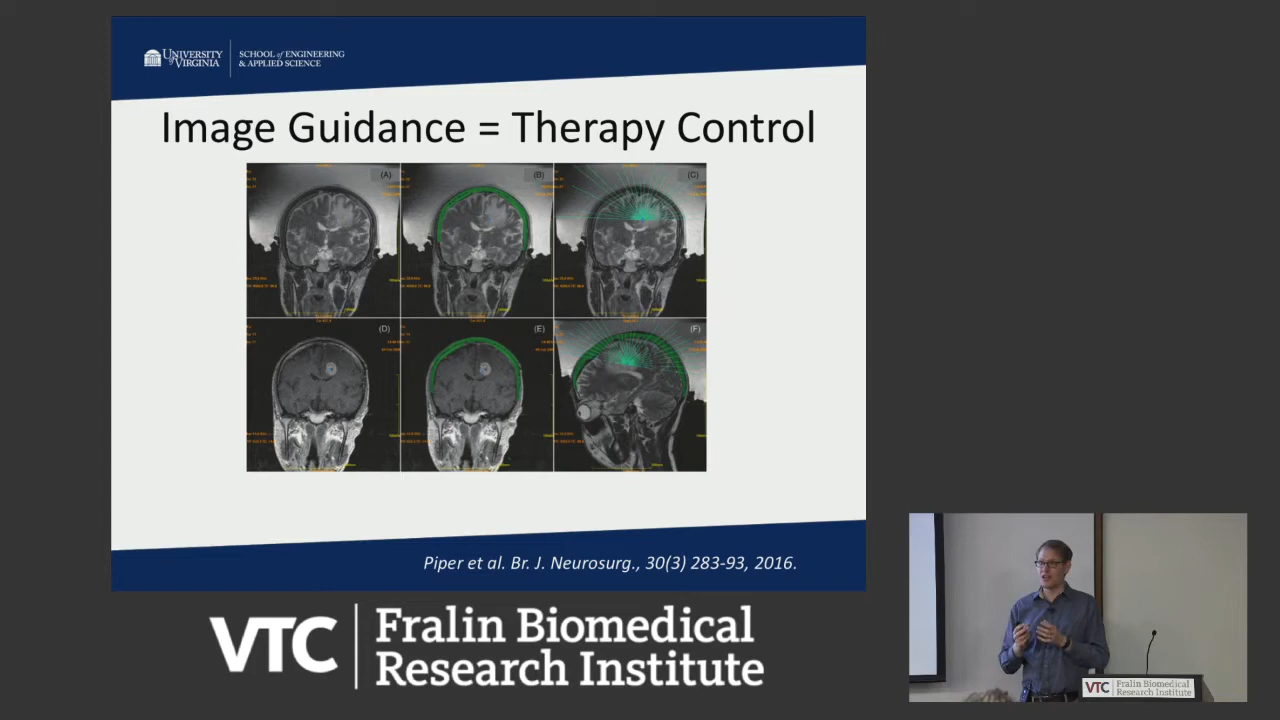 UNIVERSITY
of VIRGINIA
SCHOOL of ENGINEERING
& APPLIED SCIENCE
Image Guidance = Therapy Control
(A)
(B)
(C)
(D)
(E)
(F)
Piper et al. Br. J. Neurosurg., 30(3) 283-93, 2016.
VTC
Fralin Biomedical
Research Institute
VTC
Fralin Biomedical
Research Institute